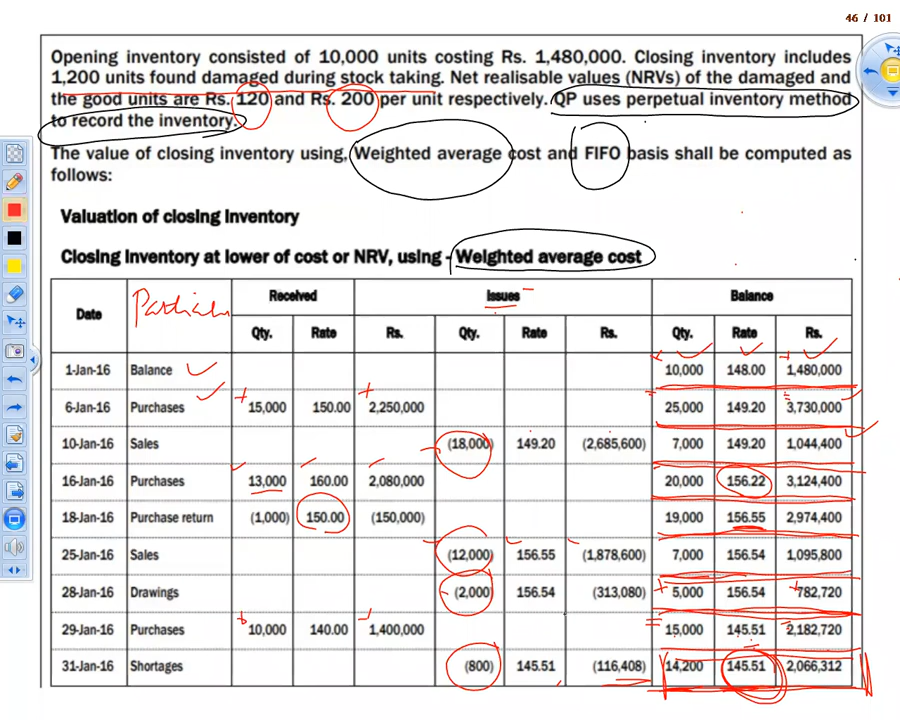 46 / 101
Opening inventory consisted of 10,000 units costing Rs. 1,480,000. Closing inventory includes
1,200 units found damaged during stock taking. Net realisable values (NRVs) of the damaged and
the good units are Rs. 120 and Rs. 200 per unit respectively. QP uses perpetual inventory method
to record the inventory.
The value of closing inventory using, Weighted average cost and FIFO basis shall be computed as
follows:
Valuation of closing inventory
Closing inventory at lower of cost or NRV, using - Weighted average cost
Date Particulars Received Issues Balance
Qty. Rate Rs. Qty. Rate Rs. Qty. Rate Rs.
1-Jan-16 Balance 10,000 148.00 1,480,000
6-Jan-16 Purchases 15,000 150.00 2,250,000 25,000 149.20 3,730,000
10-Jan-16 Sales (18,000) 149.20 (2,685,600) 7,000 149.20 1,044,400
16-Jan-16 Purchases 13,000 160.00 2,080,000 20,000 156.22 3,124,400
18-Jan-16 Purchase return (1,000) 150.00 (150,000) 19,000 156.55 2,974,400
25-Jan-16 Sales (12,000) 156.55 (1,878,600) 7,000 156.54 1,095,800
28-Jan-16 Drawings (2,000) 156.54 (313,080) 5,000 156.54 782,720
29-Jan-16 Purchases 10,000 140.00 1,400,000 15,000 145.51 2,182,720
31-Jan-16 Shortages (800) 145.51 (116,408) 14,200 145.51 2,066,312